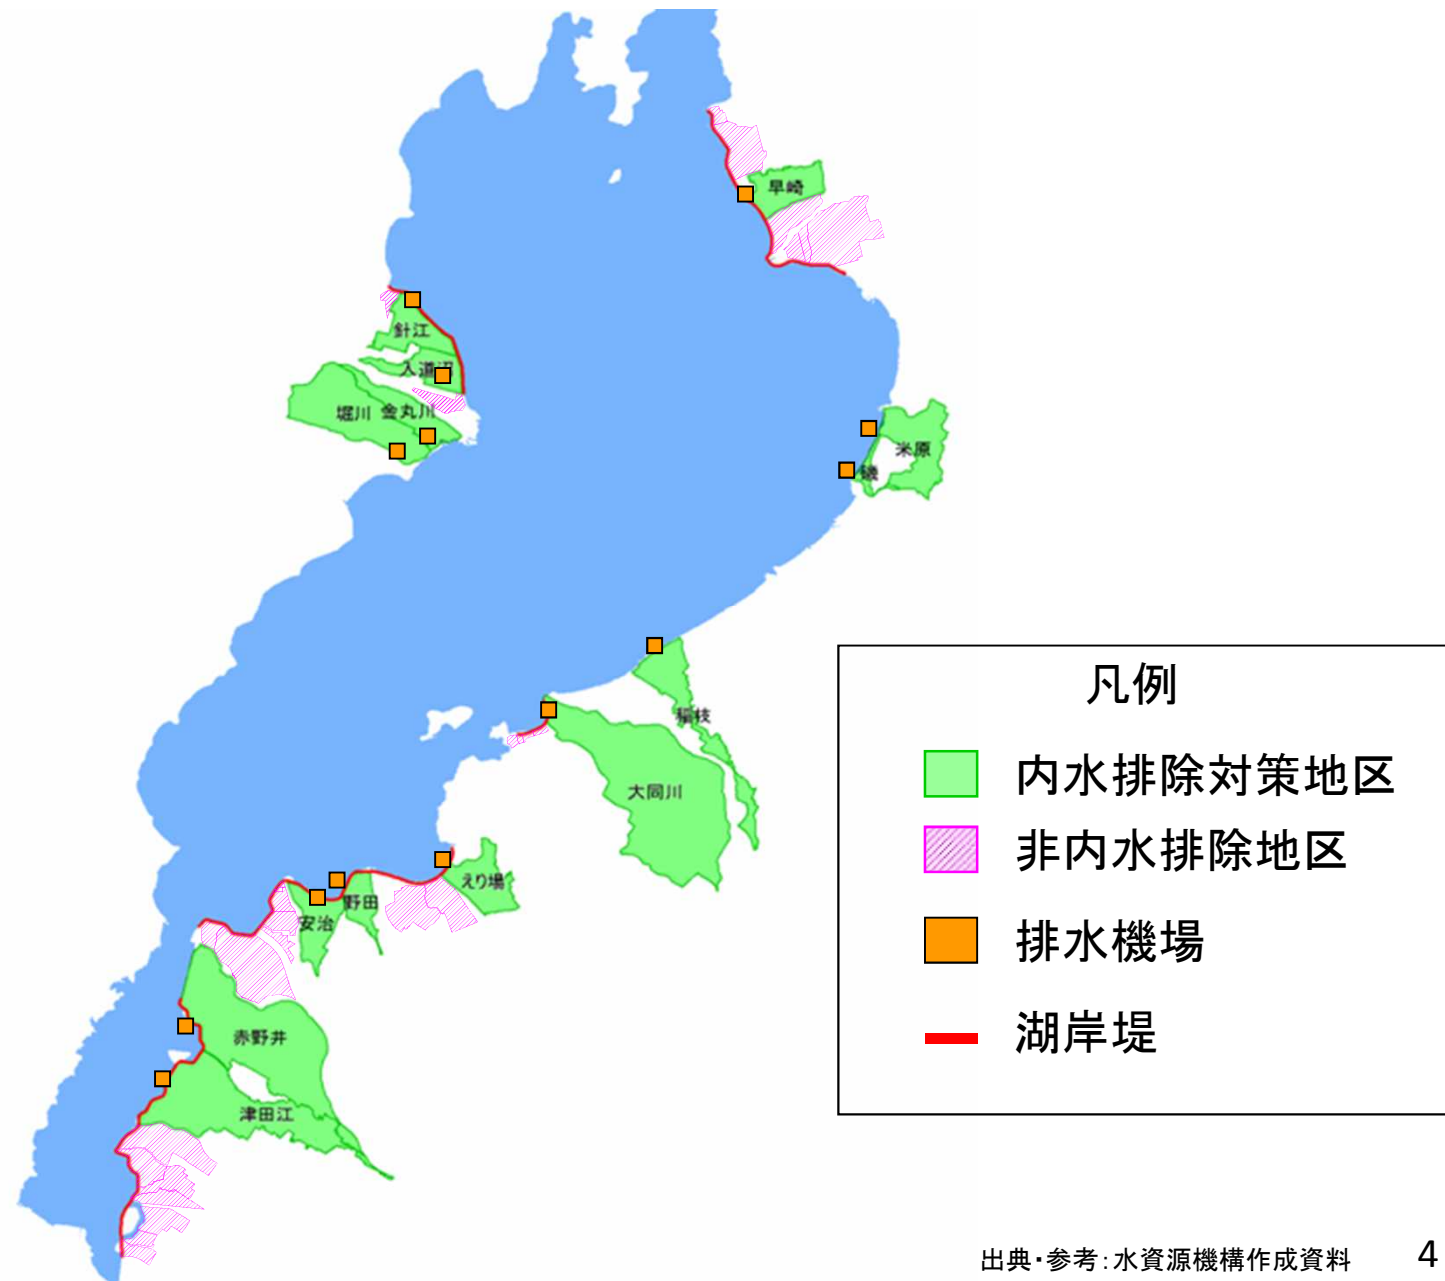 早崎
針江
入道沼
堀川
金丸川
米原
磯
稲枝
大同川
えり場
野田
安治
赤野井
津田江
凡例
内水排除対策地区
非内水排除地区
排水機場
湖岸堤
出典・参考：水資源機構作成資料
4